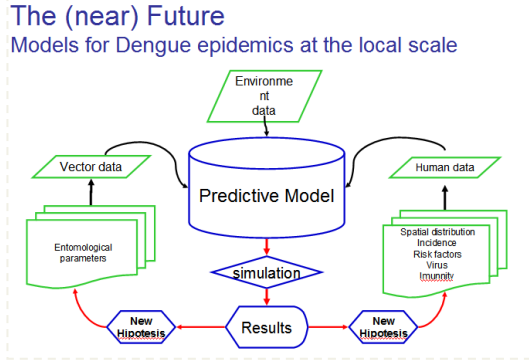 The (near) Future
Models for Dengue epidemics at the local scale
Environme
nt
data
Vector data
Human data
Predictive Model
Entomological
parameters
Spatial distribution
Incidence
Risk factors
Virus
Imunnity
simulation
New
Hipotesis
Results
New
Hipotesis